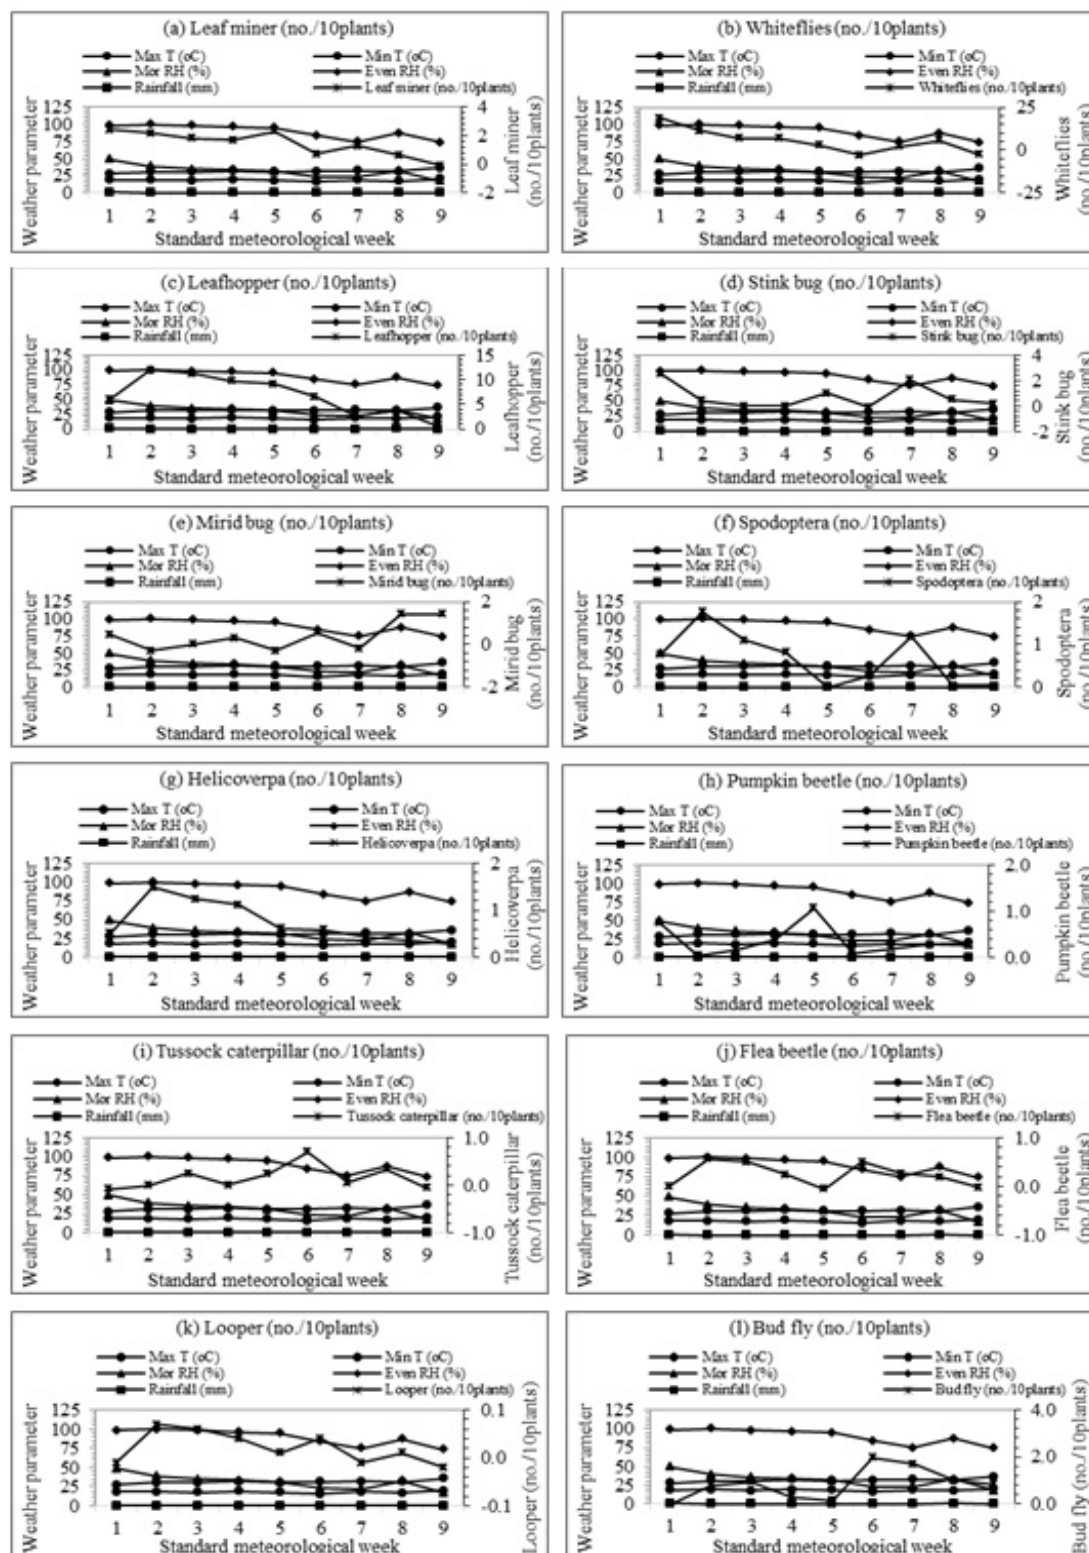 (a) Leaf miner (no./10plants)
Max T (oC) Min T (oC)
Mor RH (%) Even RH (%)
Rainfall (mm) Leaf miner (no./10plants)
Weather parameter
125
100
75
50
25
0
4
2
0
-2
Leaf miner
(no./10plants)
1 2 3 4 5 6 7 8 9
Standard meteorological week
(b) Whiteflies (no./10plants)
Max T (oC) Min T (oC)
Mor RH (%) Even RH (%)
Rainfall (mm) Whiteflies (no./10plants)
Weather parameter
125
100
75
50
25
0
25
0
-25
Whiteflies
(no./10plants)
1 2 3 4 5 6 7 8 9
Standard meteorological week
(c) Leafhopper (no./10plants)
Max T (oC) Min T (oC)
Mor RH (%) Even RH (%)
Rainfall (mm) Leafhopper (no./10plants)
Weather parameter
125
100
75
50
25
0
15
10
5
0
Leafhopper
(no./10plants)
1 2 3 4 5 6 7 8 9
Standard meteorological week
(d) Stink bug (no./10plants)
Max T (oC) Min T (oC)
Mor RH (%) Even RH (%)
Rainfall (mm) Stink bug (no./10plants)
Weather parameter
125
100
75
50
25
0
4
2
0
-2
Stink bug
(no./10plants)
1 2 3 4 5 6 7 8 9
Standard meteorological week
(e) Mirid bug (no./10plants)
Max T (oC) Min T (oC)
Mor RH (%) Even RH (%)
Rainfall (mm) Mirid bug (no./10plants)
Weather parameter
125
100
75
50
25
0
2
0
-2
Mirid bug
(no./10plants)
1 2 3 4 5 6 7 8 9
Standard meteorological week
(f) Spodoptera (no./10plants)
Max T (oC) Min T (oC)
Mor RH (%) Even RH (%)
Rainfall (mm) Spodoptera (no./10plants)
Weather parameter
125
100
75
50
25
0
2
1
0
Spodoptera
(no./10plants)
1 2 3 4 5 6 7 8 9
Standard meteorological week
(g) Helicoverpa (no./10plants)
Max T (oC) Min T (oC)
Mor RH (%) Even RH (%)
Rainfall (mm) Helicoverpa (no./10plants)
Weather parameter
125
100
75
50
25
0
2
1
0
Helicoverpa
(no./10plants)
1 2 3 4 5 6 7 8 9
Standard meteorological week
(h) Pumpkin beetle (no./10plants)
Max T (oC) Min T (oC)
Mor RH (%) Even RH (%)
Rainfall (mm) Pumpkin beetle (no./10plants)
Weather parameter
125
100
75
50
25
0
2.0
1.0
0.0
Pumpkin beetle
(no./10plants)
1 2 3 4 5 6 7 8 9
Standard meteorological week
(i) Tussock caterpillar (no./10plants)
Max T (oC) Min T (oC)
Mor RH (%) Even RH (%)
Rainfall (mm) Tussock caterpillar (no./10plants)
Weather parameter
125
100
75
50
25
0
1.0
0.0
-1.0
Tussock caterpillar
(no./10plants)
1 2 3 4 5 6 7 8 9
Standard meteorological week
(j) Flea beetle (no./10plants)
Max T (oC) Min T (oC)
Mor RH (%) Even RH (%)
Rainfall (mm) Flea beetle (no./10plants)
Weather parameter
125
100
75
50
25
0
1.0
0.0
-1.0
Flea beetle
(no./10plants)
1 2 3 4 5 6 7 8 9
Standard meteorological week
(k) Looper (no./10plants)
Max T (oC) Min T (oC)
Mor RH (%) Even RH (%)
Rainfall (mm) Looper (no./10plants)
Weather parameter
125
100
75
50
25
0
0.1
0.0
-0.1
Looper (no./10plants)
1 2 3 4 5 6 7 8 9
Standard meteorological week
(l) Bud fly (no./10plants)
Max T (oC) Min T (oC)
Mor RH (%) Even RH (%)
Rainfall (mm) Bud fly (no./10plants)
Weather parameter
125
100
75
50
25
0
4.0
2.0
0.0
Bud fly (no./10plants)
1 2 3 4 5 6 7 8 9
Standard meteorological week